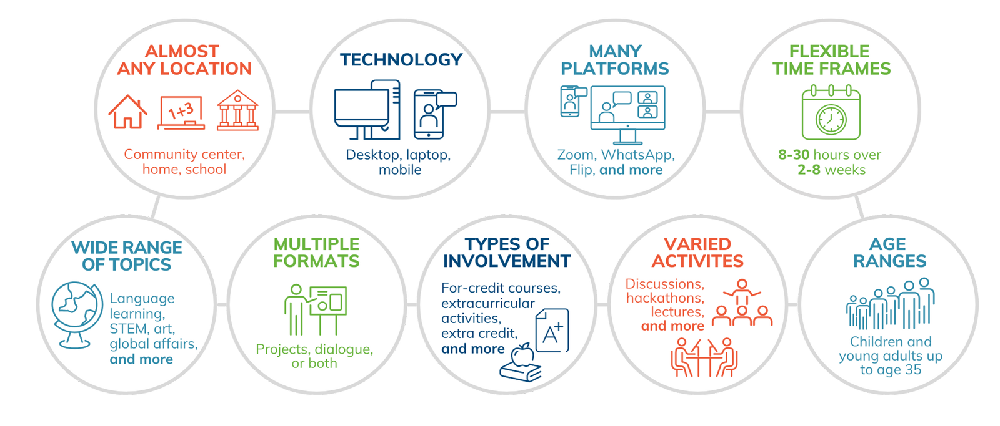 ALMOST
ANY LOCATION
1+3
Community center,
home, school
TECHNOLOGY
Desktop, laptop,
mobile
MANY
PLATFORMS
Zoom, WhatsApp,
Flip, and more
FLEXIBLE
TIME FRAMES
8-30 hours over
2-8 weeks
WIDE RANGE
OF TOPICS
Language
learning,
STEM, art,
global affairs,
and more
MULTIPLE
FORMATS
Projects, dialogue,
or both
TYPES OF
INVOLVEMENT
For-credit courses,
extracurricular
activities,
extra credit,
and more
A+
VARIED
ACTIVITES
Discussions,
hackathons,
lectures,
and more
AGE
RANGES
Children and
young adults up
to age 35